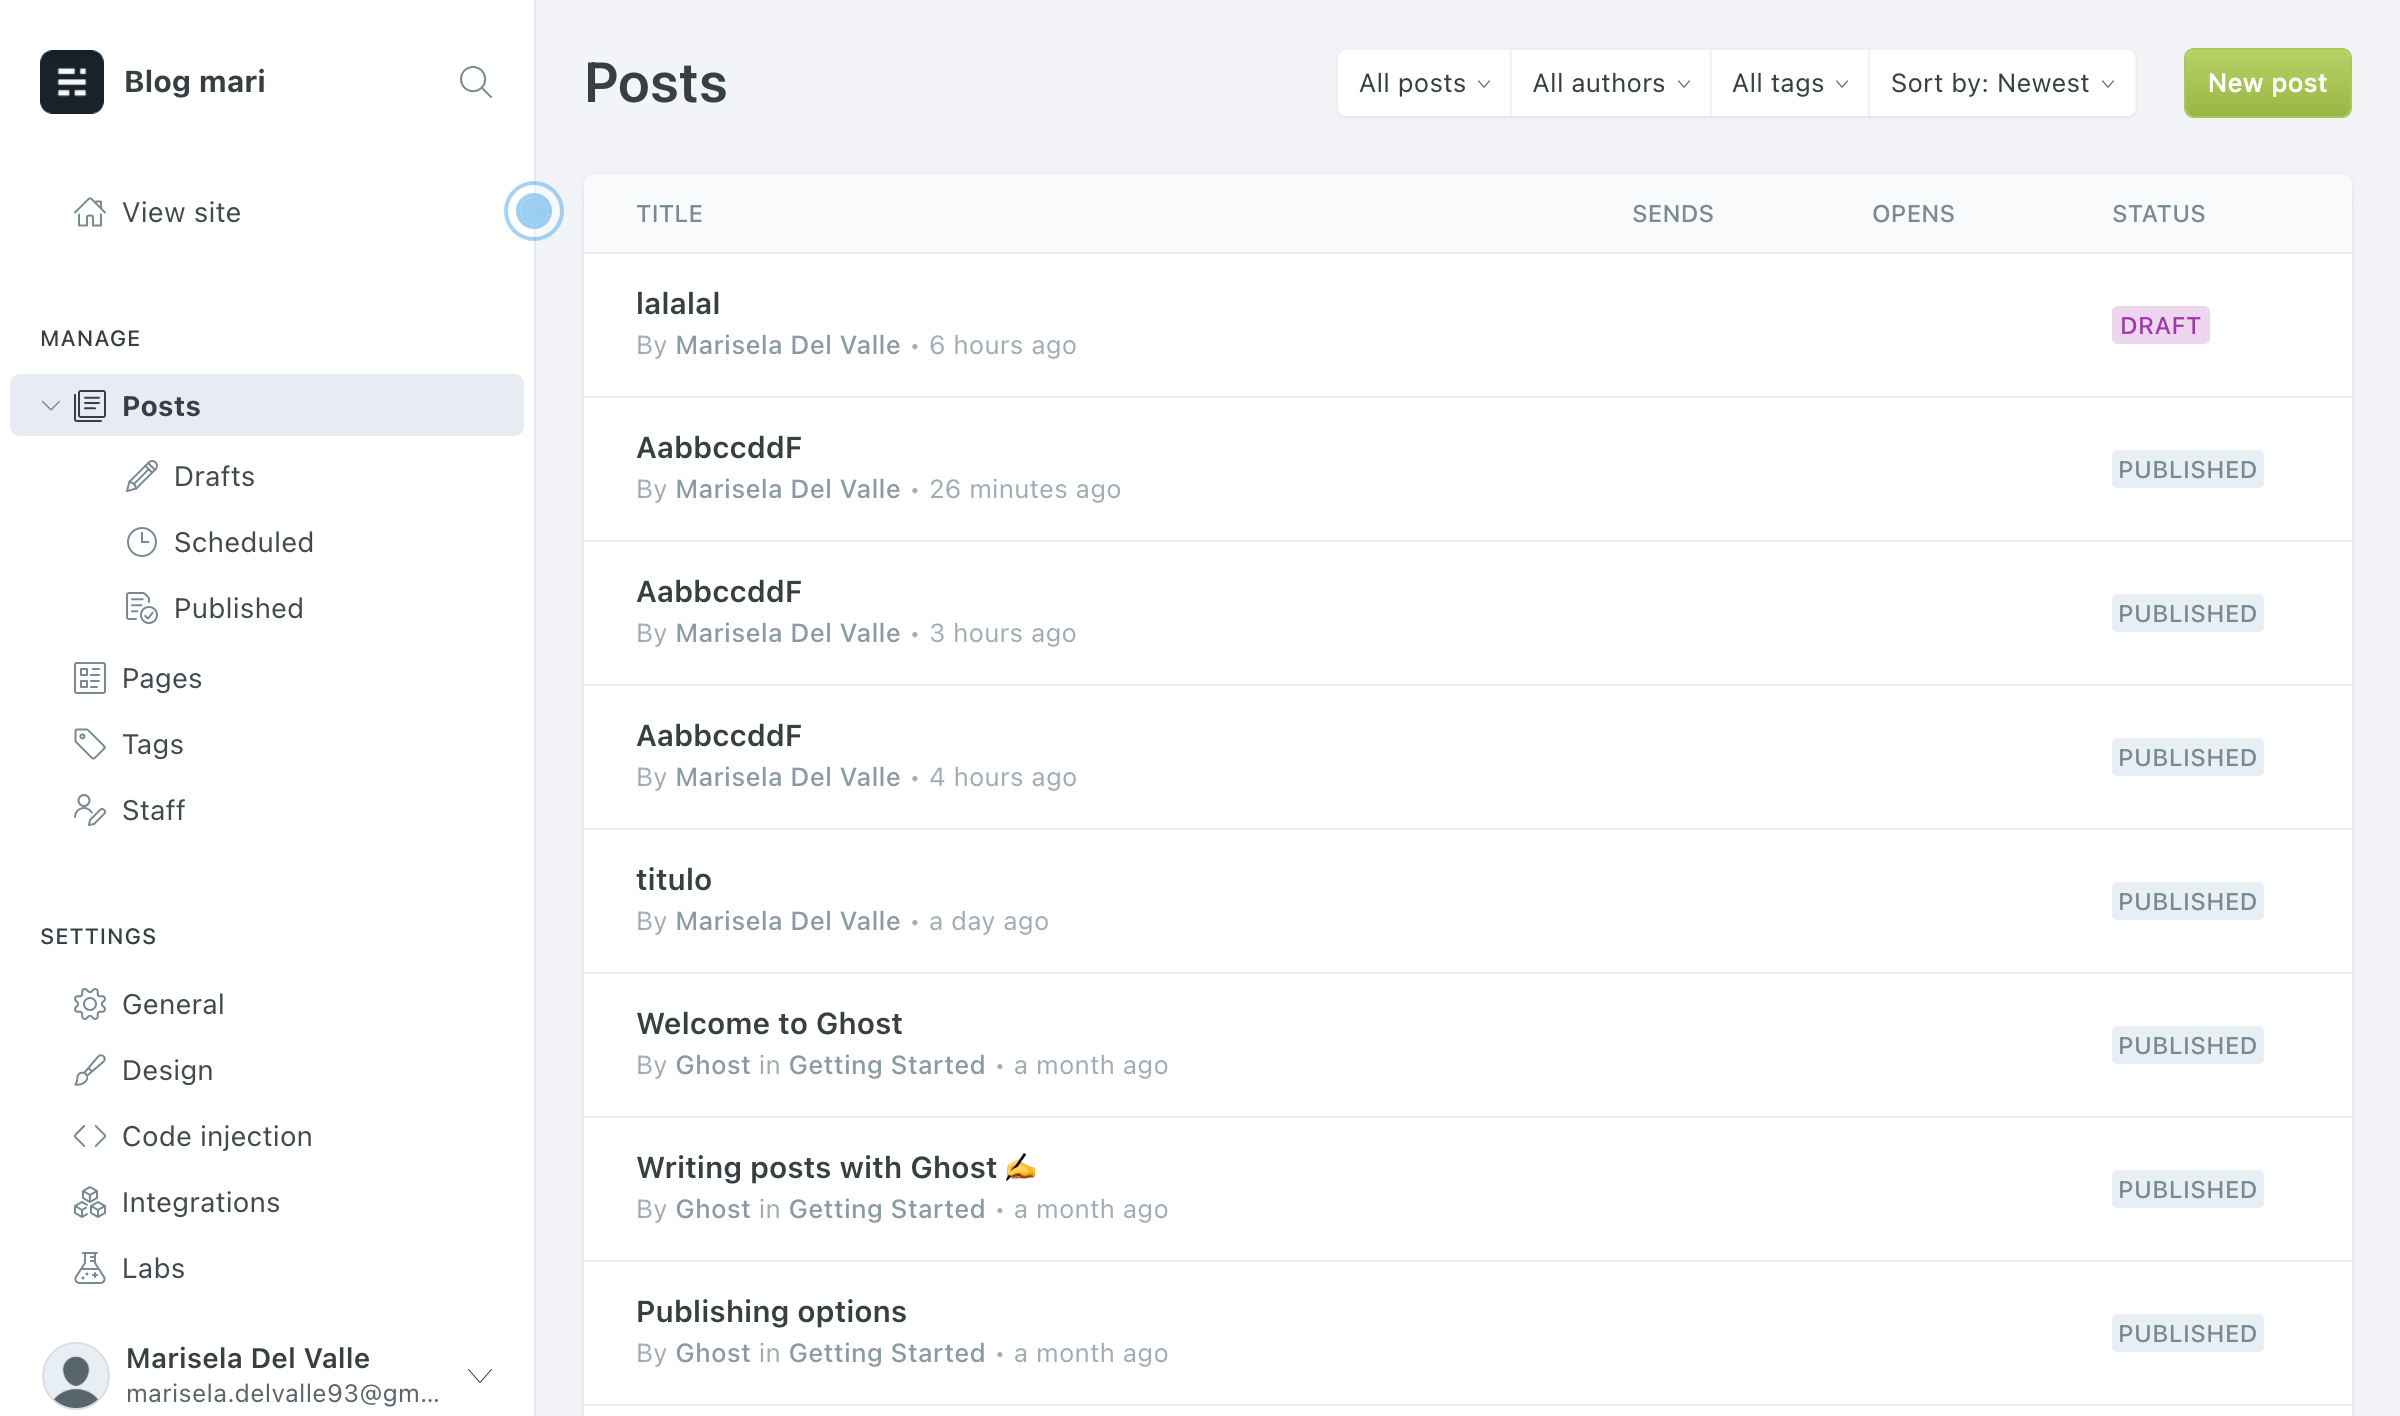 Blog mari
View site
MANAGE
Posts
Drafts
Scheduled
Published
Pages
Tags
Staff
SETTINGS
General
Design
Code injection
Integrations
Labs
Marisela Del Valle
marisela.delvalle93@gm...
Posts
All posts
All authors
All tags
Sort by: Newest
New post
TITLE SENDS OPENS STATUS
lalalal
By Marisela Del Valle • 6 hours ago
DRAFT
AabbccddF
By Marisela Del Valle • 26 minutes ago
PUBLISHED
AabbccddF
By Marisela Del Valle • 3 hours ago
PUBLISHED
AabbccddF
By Marisela Del Valle • 4 hours ago
PUBLISHED
titulo
By Marisela Del Valle • a day ago
PUBLISHED
Welcome to Ghost
By Ghost in Getting Started • a month ago
PUBLISHED
Writing posts with Ghost ✍️
By Ghost in Getting Started • a month ago
PUBLISHED
Publishing options
By Ghost in Getting Started • a month ago
PUBLISHED